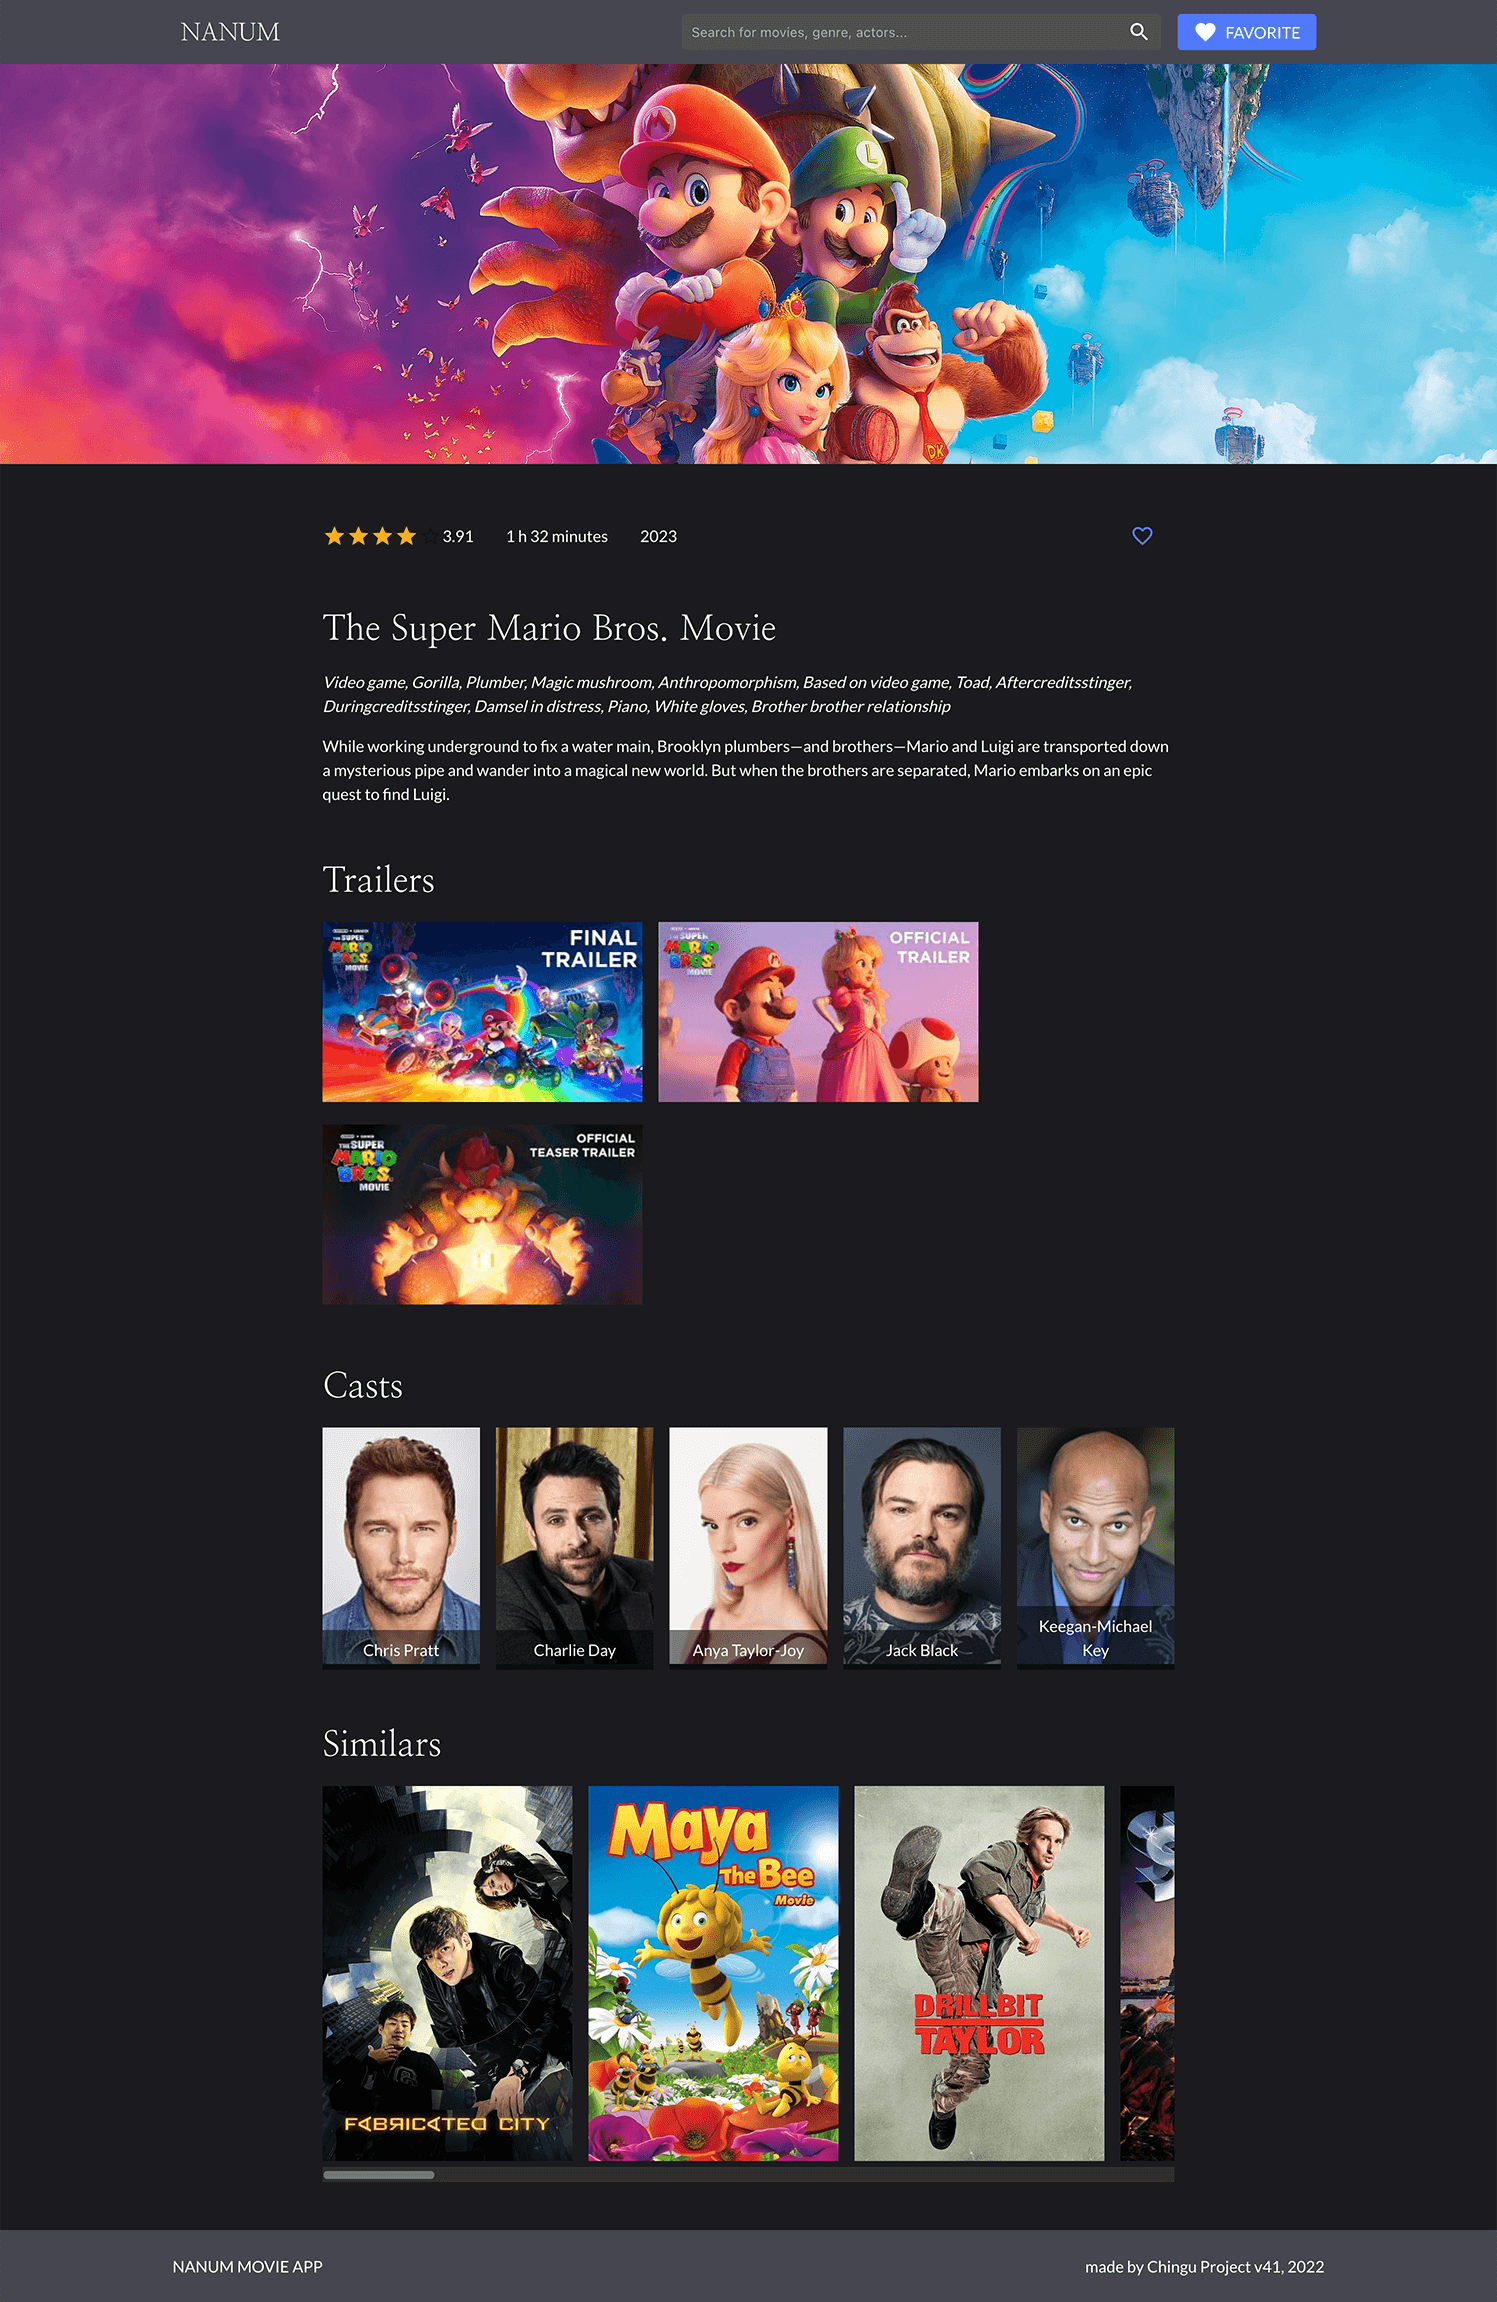 NANUM
Search for movies, genre, actors...
FAVORITE
M
L
DK
3.91
1 h 32 minutes
2023
The Super Mario Bros. Movie
Video game, Gorilla, Plumber, Magic mushroom, Anthropomorphism, Based on video game, Toad, Aftercreditsstinger,
Duringcreditsstinger, Damsel in distress, Piano, White gloves, Brother brother relationship
While working underground to fix a water main, Brooklyn plumbers—and brothers—Mario and Luigi are transported down
a mysterious pipe and wander into a magical new world. But when the brothers are separated, Mario embarks on an epic
quest to find Luigi.
Trailers
THE SUPER
MARIO
BROS.
MOVIE
FINAL
TRAILER
THE SUPER
MARIO
BROS.
MOVIE
OFFICIAL
TRAILER
THE SUPER
MARIO
BROS.
MOVIE
OFFICIAL
TEASER TRAILER
Casts
Chris Pratt
Charlie Day
Anya Taylor-Joy
Jack Black
Keegan-Michael
Key
Similars
FABRICATED CITY
Maya
The Bee
Movie
DRILLBIT
TAYLOR
S
NANUM MOVIE APP
made by Chingu Project v41, 2022